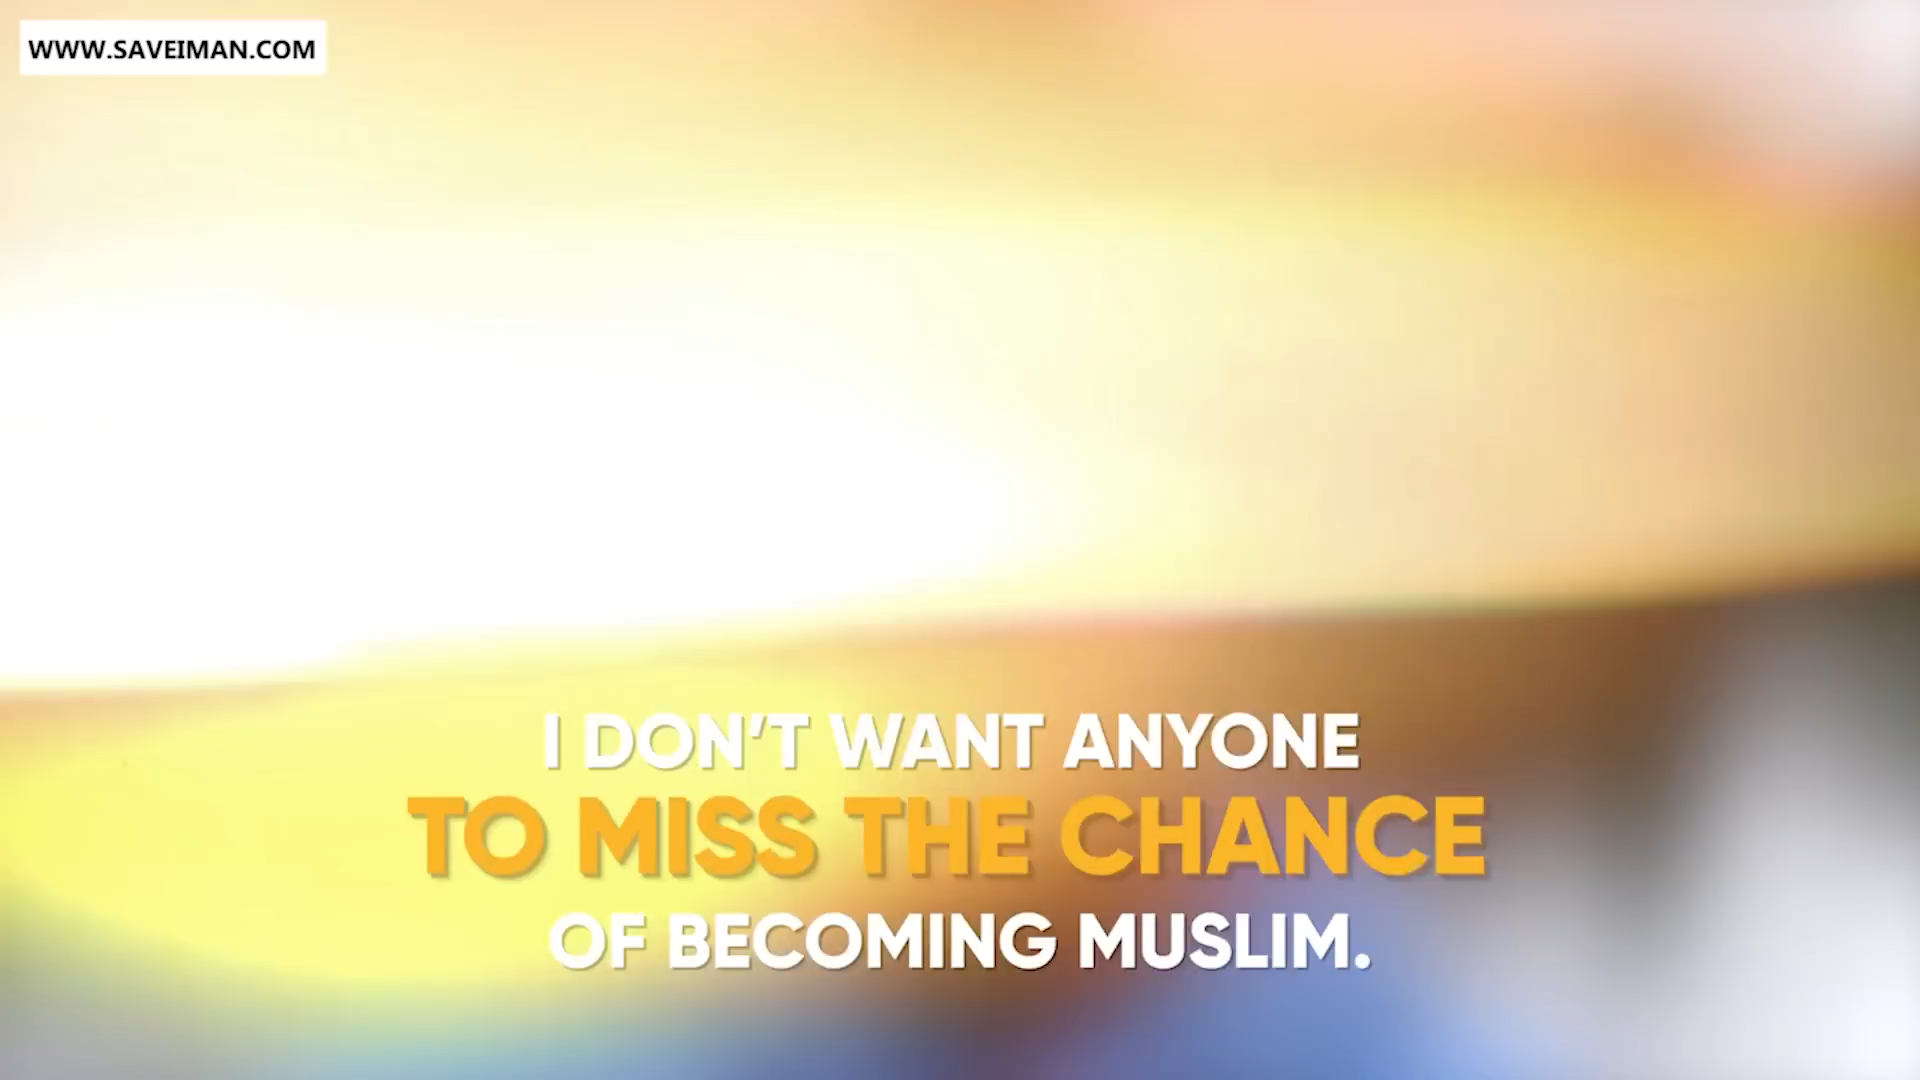 WWW.SAVEIMAN.COM
I DON'T WANT ANYONE
TO MISS THE CHANCE
OF BECOMING MUSLIM.